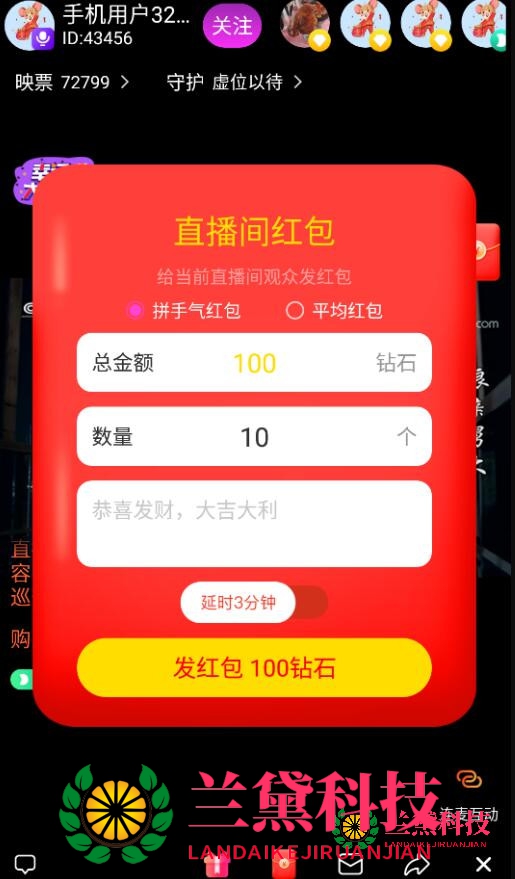 手机用户32...
ID:43456
关注
映票 72799
守护 虚位以待
直播间红包
给当前直播间观众发红包
拼手气红包
平均红包
总金额 100 钻石
数量 10 个
恭喜发财，大吉大利
延时3分钟
发红包 100钻石
直
容
巡
购
com
连麦互动
兰黛科技
LANDAIKEJIRUANJIAN
兰黛科技
LANDAIKEJIRUANJIAN